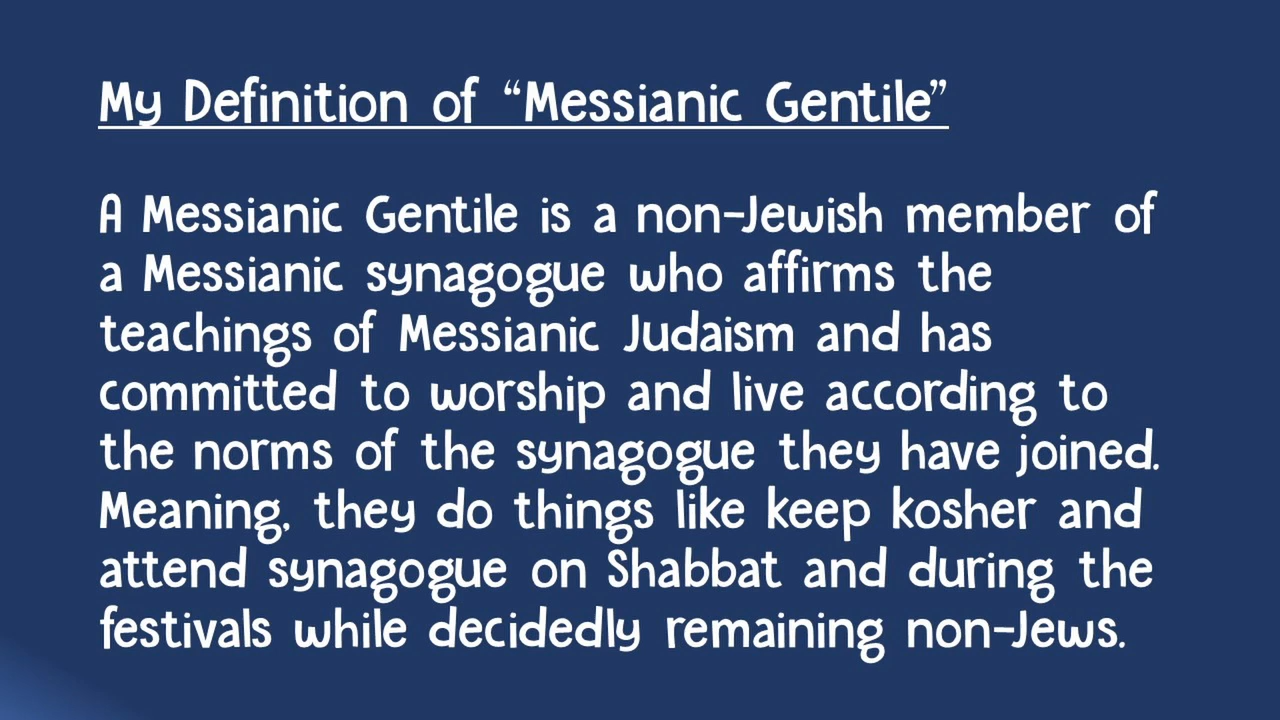 My Definition of “Messianic Gentile”
A Messianic Gentile is a non-Jewish member of
a Messianic synagogue who affirms the
teachings of Messianic Judaism and has
committed to worship and live according to
the norms of the synagogue they have joined.
Meaning, they do things like keep kosher and
attend synagogue on Shabbat and during the
festivals while decidedly remaining non-Jews.